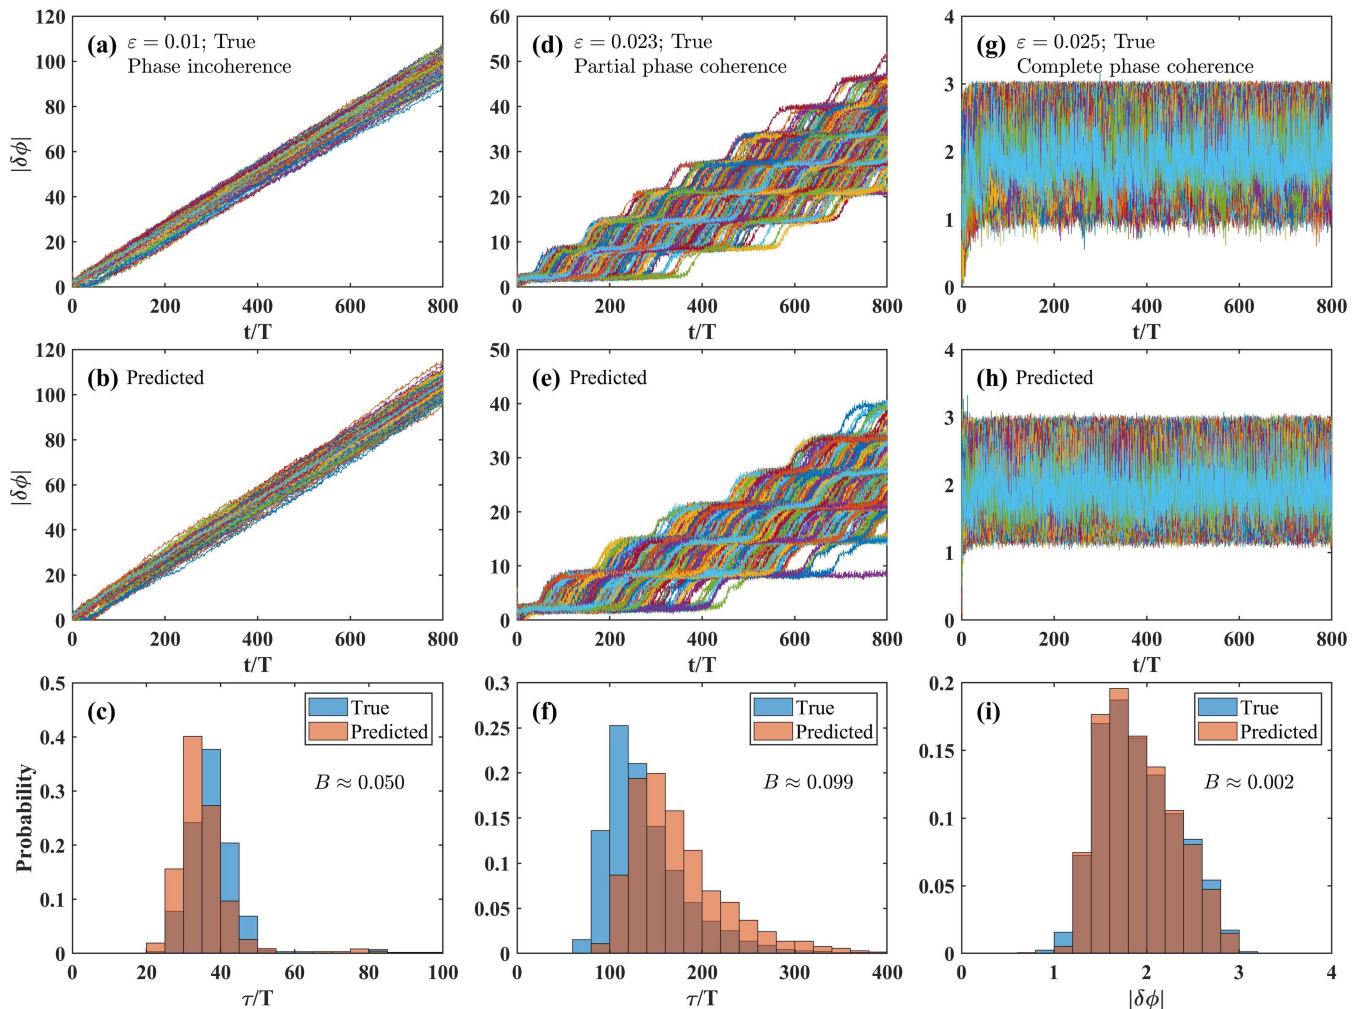 (a) ε = 0.01; True
Phase incoherence
|δϕ|
120
100
80
60
40
20
0
0 200 400 600 800
t/T
(d) ε = 0.023; True
Partial phase coherence
60
50
40
30
20
10
0
0 200 400 600 800
t/T
(g) ε = 0.025; True
Complete phase coherence
4
3
2
1
0
0 200 400 600 800
t/T
(b) Predicted
|δϕ|
120
100
80
60
40
20
0
0 200 400 600 800
t/T
(e) Predicted
50
40
30
20
10
0
0 200 400 600 800
t/T
(h) Predicted
4
3
2
1
0
0 200 400 600 800
t/T
(c)
True
Predicted
B ≈ 0.050
Probability
0.5
0.4
0.3
0.2
0.1
0
0 20 40 60 80 100
τ/T
(f)
True
Predicted
B ≈ 0.099
0.3
0.25
0.2
0.15
0.1
0.05
0
0 100 200 300 400
τ/T
(i)
True
Predicted
B ≈ 0.002
0.2
0.15
0.1
0.05
0
0 1 2 3 4
|δϕ|